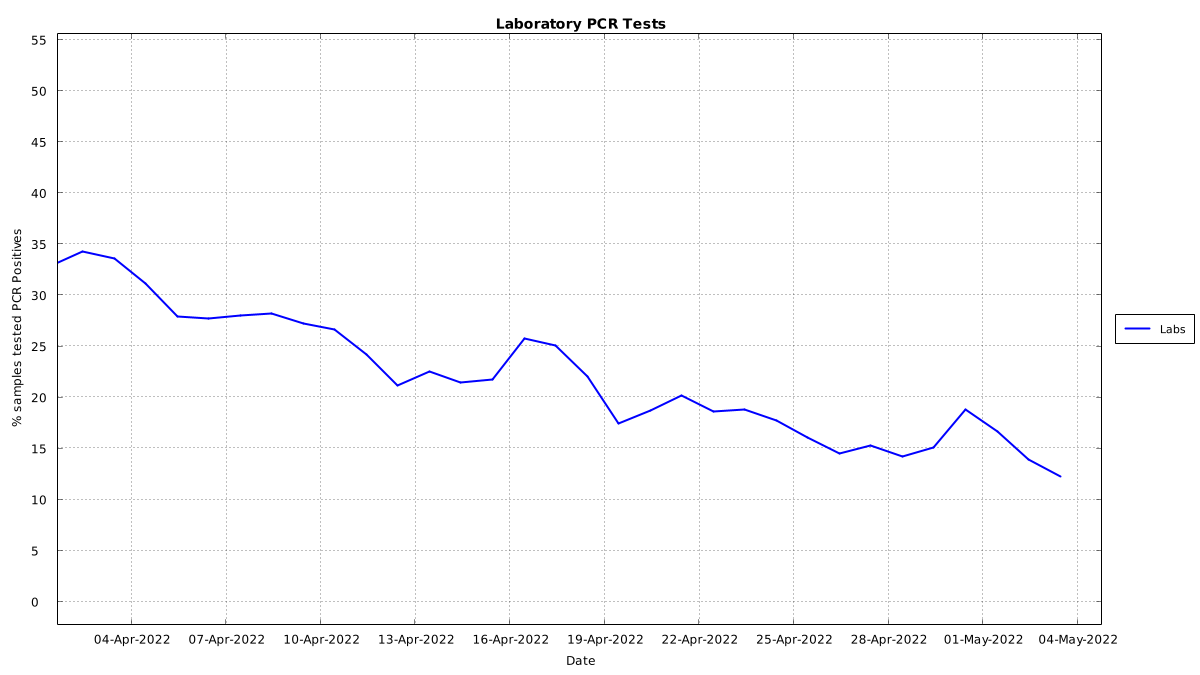 Laboratory PCR Tests
% samples tested PCR Positives
55
50
45
40
35
30
25
20
15
10
5
0
Labs
04-Apr-2022 07-Apr-2022 10-Apr-2022 13-Apr-2022 16-Apr-2022 19-Apr-2022 22-Apr-2022 25-Apr-2022 28-Apr-2022 01-May-2022 04-May-2022
Date